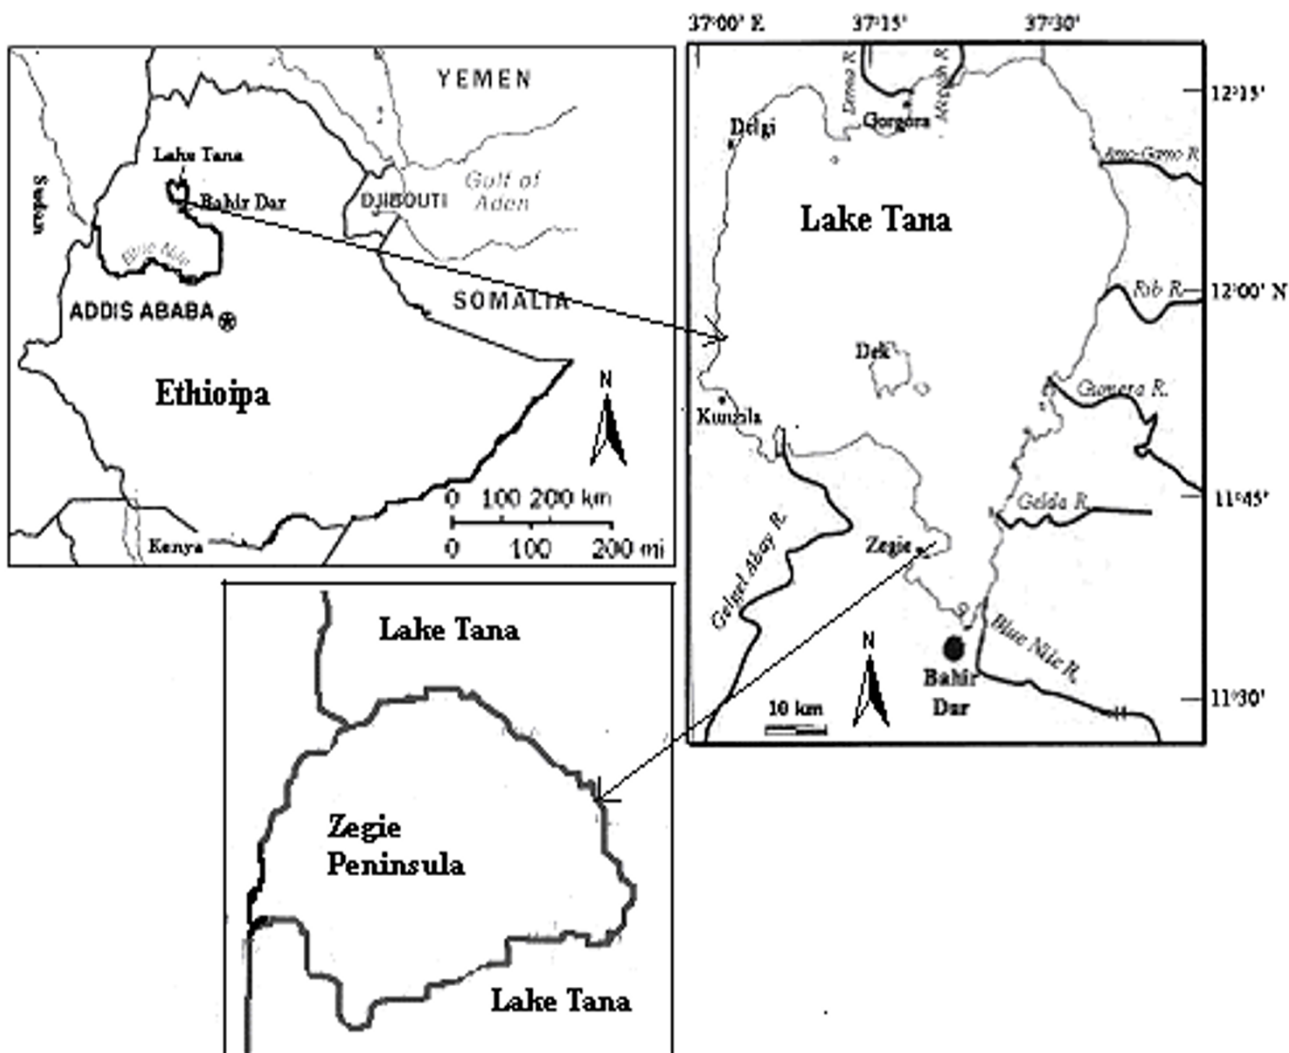 37°00' E 37°15' 37°30'
YEMEN
Lake Tana
Sudan
Bahir Dar
DJIBOUTI
Gulf of
Aden
Blue Nile
ADDIS ABABA
SOMALIA
Ethioipa
N
0 100 200 km
0 100 200 mi
Kenya
12°15'
Gorgora
Delgi
Lake Tana
Rib R.
12°00' N
Dek
Kunzila
Gumera R.
11°45'
Gelda R.
Zegie
Gelgel Abay R.
N
Blue Nile R.
Bahir
Dar
10 km
11°30'
Lake Tana
Zegie
Peninsula
Lake Tana